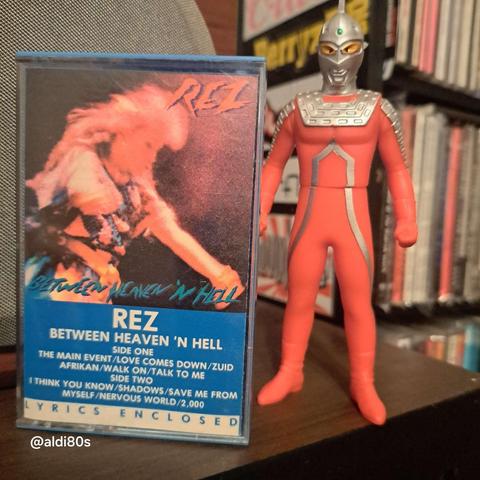 REZ
BETWEEN HEAVEN 'N HELL
REZ
BETWEEN HEAVEN 'N HELL
SIDE ONE
THE MAIN EVENT/LOVE COMES DOWN/ZUID
AFRIKAN/WALK ON/TALK TO ME
SIDE TWO
I THINK YOU KNOW/SHADOWS/SAVE ME FROM
MYSELF/NERVOUS WORLD/2,000
LYRICS ENCLOSED
@aldi80s